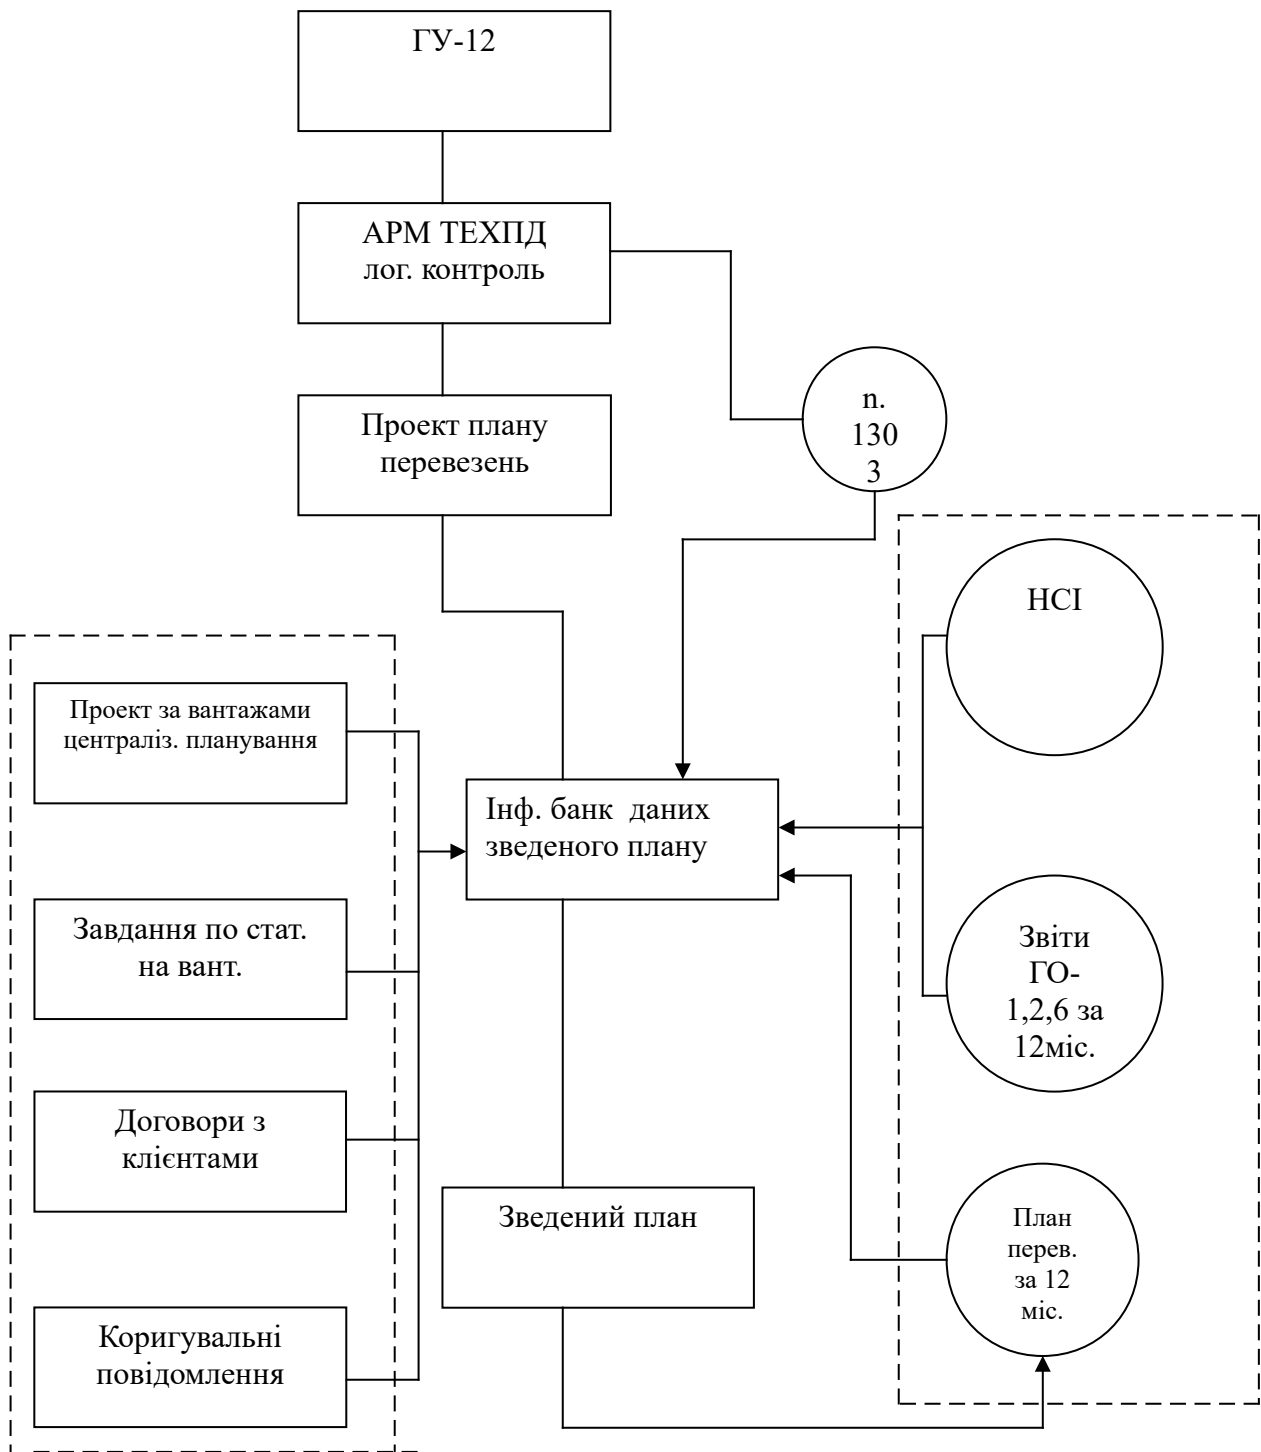 ГУ-12
АРМ ТЕХПД
лог. контроль
Проект плану
перевезень
n.
130
3
НСІ
Проект за вантажами
централіз. планування
Інф. банк даних
зведеного плану
Завдання по стат.
на вант.
Звіти
ГО-
1,2,6 за
12міс.
Договори з
клієнтами
Зведений план
План
перев.
за 12
міс.
Коригувальні
повідомлення